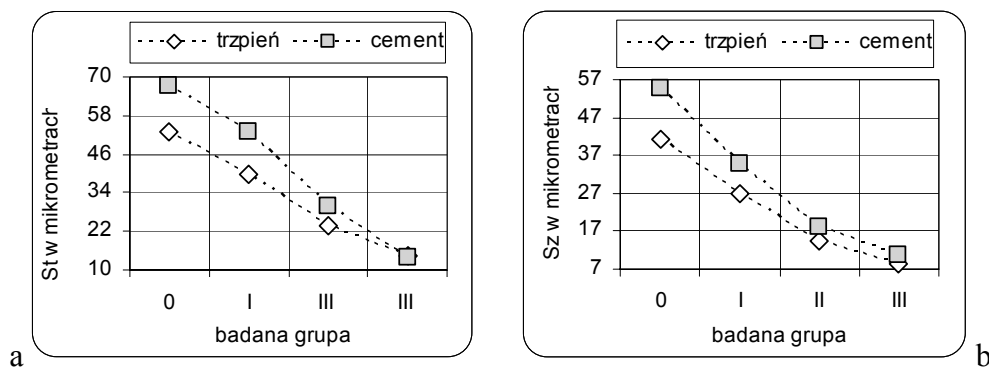 trzpień cement
70
58
46
34
22
10
St w mikrometrach
0 I III III
badana grupa
a
trzpień cement
57
47
37
27
17
7
Sz w mikrometrach
0 I II III
badana grupa
b